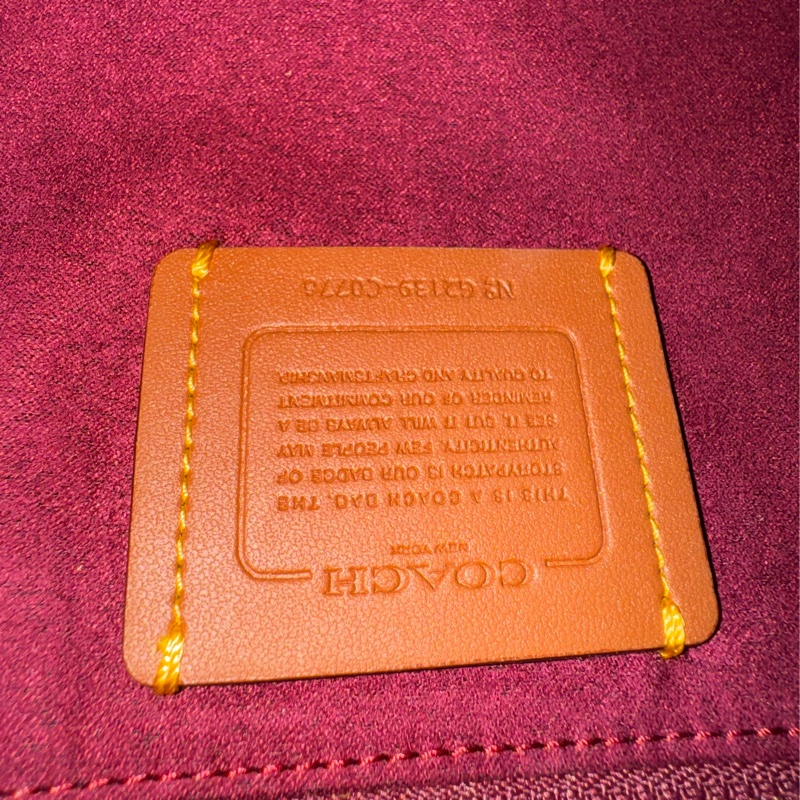 COACH
NEW YORK
THIS IS A COACH BAG. THE
STORYPATCH IS OUR BADGE OF
AUTHENTICITY. FEW PEOPLE MAY
SEE IT, BUT IT WILL ALWAYS BE A
REMINDER OF OUR COMMITMENT
TO QUALITY AND CRAFTSMANSHIP.
Nº G2139-C0776